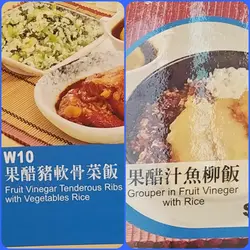 W10
果醋豬軟骨菜飯
Fruit Vinegar Tenderous Ribs
with Vegetables Rice
果醋汁魚柳飯
Grouper in Fruit Vineger
with Rice